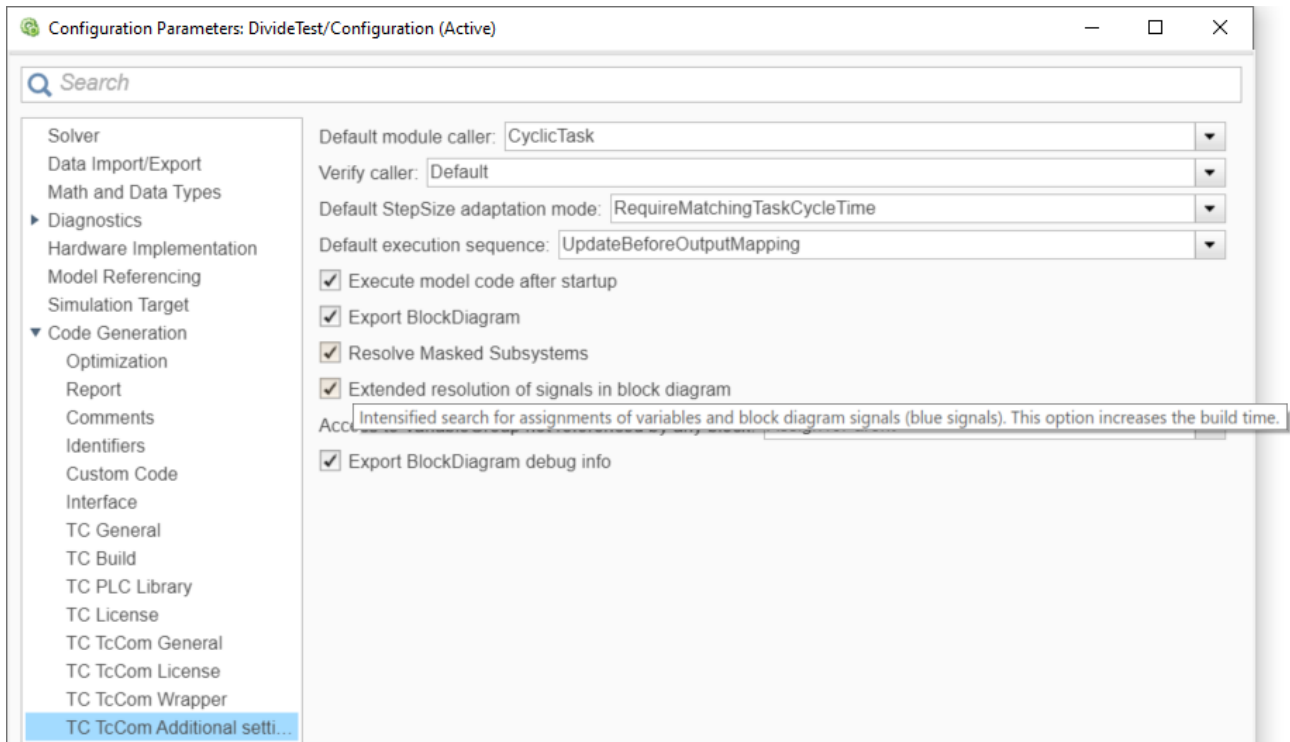 Configuration Parameters: DivideTest/Configuration (Active)
Search
Solver
Data Import/Export
Math and Data Types
Diagnostics
Hardware Implementation
Model Referencing
Simulation Target
Code Generation
Optimization
Report
Comments
Identifiers
Custom Code
Interface
TC General
TC Build
TC PLC Library
TC License
TC TcCom General
TC TcCom License
TC TcCom Wrapper
TC TcCom Additional setti...
Default module caller: CyclicTask
Verify caller: Default
Default StepSize adaptation mode: RequireMatchingTaskCycleTime
Default execution sequence: UpdateBeforeOutputMapping
Execute model code after startup
Export BlockDiagram
Resolve Masked Subsystems
Extended resolution of signals in block diagram
Intensified search for assignments of variables and block diagram signals (blue signals). This option increases the build time.
Export BlockDiagram debug info